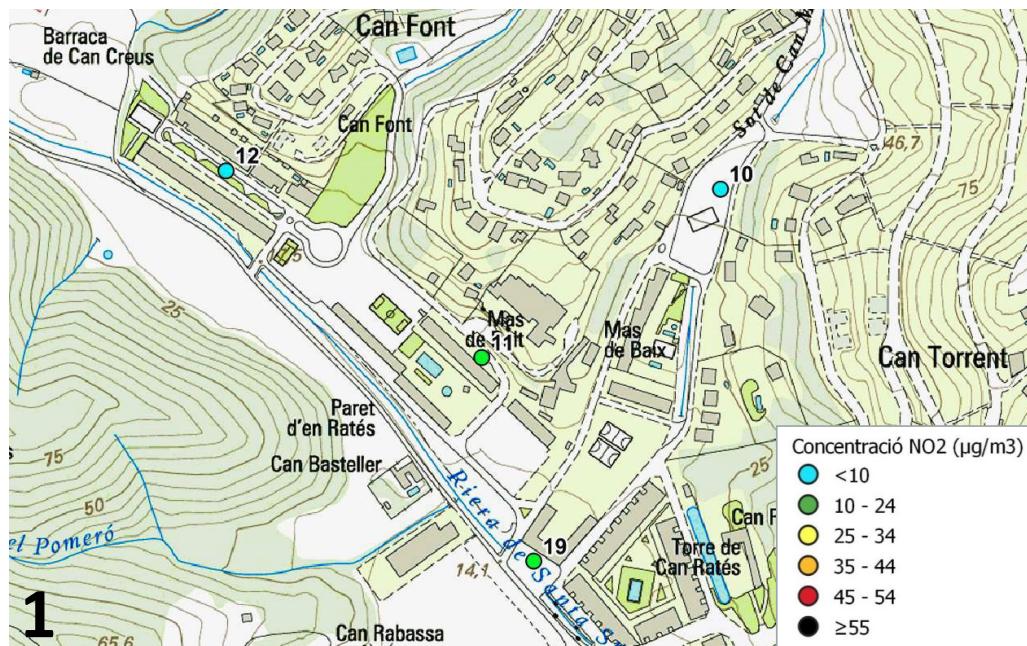 Can Font
Barraca
de Can Creus
Can Font
Sot de Can
46,7
75
12
10
25
Mas
11
Mas
de Baix
Can Torrent
Paret
d'en Ratés
Can Basteller
75
50
el Pomeró
Riera de Santa
25
19
Torre de
Can Ratés
Can F
14,1
Can Rabassa
65,6
1
Concentració NO2 (µg/m3)
<10
10 - 24
25 - 34
35 - 44
45 - 54
≥55